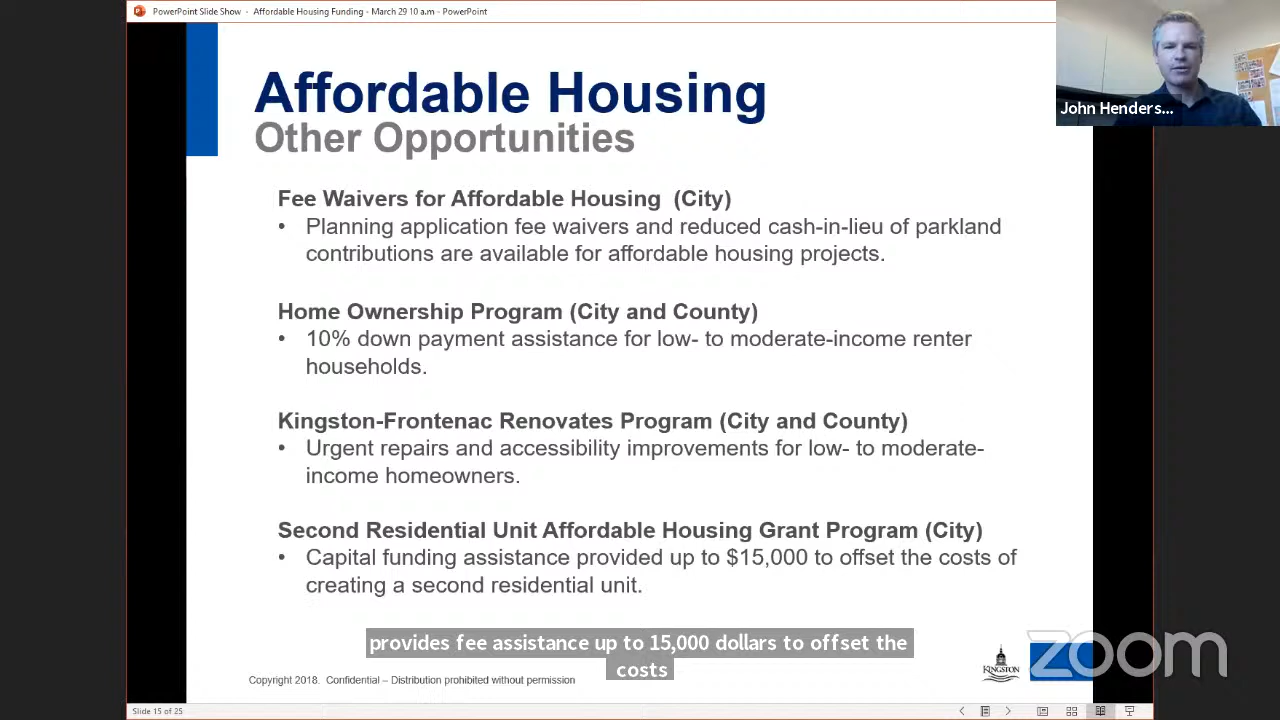 PowerPoint Slide Show - Affordable Housing Funding - March 29 10 a.m - PowerPoint
John Henders...
Affordable Housing
Other Opportunities
Fee Waivers for Affordable Housing (City)
• Planning application fee waivers and reduced cash-in-lieu of parkland
contributions are available for affordable housing projects.
Home Ownership Program (City and County)
• 10% down payment assistance for low- to moderate-income renter
households.
Kingston-Frontenac Renovates Program (City and County)
• Urgent repairs and accessibility improvements for low- to moderate-
income homeowners.
Second Residential Unit Affordable Housing Grant Program (City)
• Capital funding assistance provided up to $15,000 to offset the costs of
creating a second residential unit.
provides fee assistance up to 15,000 dollars to offset the
costs
Copyright 2018. Confidential – Distribution prohibited without permission
KINGSTON
zoom
Slide 15 of 25